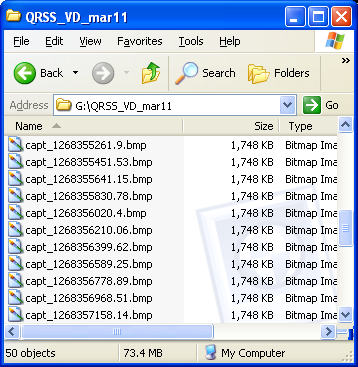 QRSS_VD_mar11
File Edit View Favorites Tools Help
Back Search Folders
Address G:\QRSS_VD_mar11 Go
Name Size Type
capt_1268355261.9.bmp 1,748 KB Bitmap Ima
capt_1268355451.53.bmp 1,748 KB Bitmap Ima
capt_1268355641.15.bmp 1,748 KB Bitmap Ima
capt_1268355830.78.bmp 1,748 KB Bitmap Ima
capt_1268356020.4.bmp 1,748 KB Bitmap Ima
capt_1268356210.06.bmp 1,748 KB Bitmap Ima
capt_1268356399.62.bmp 1,748 KB Bitmap Ima
capt_1268356589.25.bmp 1,748 KB Bitmap Ima
capt_1268356778.89.bmp 1,748 KB Bitmap Ima
capt_1268356968.51.bmp 1,748 KB Bitmap Ima
capt_1268357158.14.bmp 1,748 KB Bitmap Ima
50 objects 73.4 MB My Computer